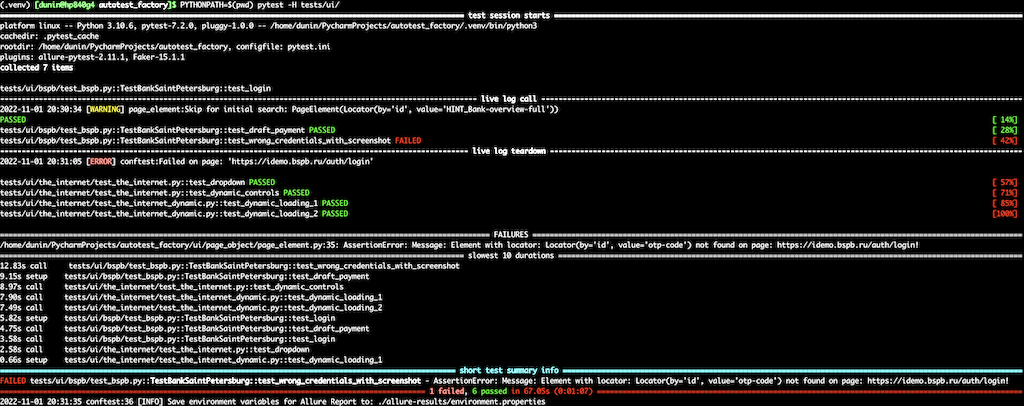 (.venv) [dunin@hp840g4 autotest_factory]$ PYTHONPATH=$(pwd) pytest -H tests/ui/
test session starts
platform linux -- Python 3.10.6, pytest-7.2.0, pluggy-1.0.0 -- /home/dunin/PycharmProjects/autotest_factory/.venv/bin/python3
cachedir: .pytest_cache
rootdir: /home/dunin/PycharmProjects/autotest_factory, configfile: pytest.ini
plugins: allure-pytest-2.11.1, Faker-15.1.1
collected 7 items
tests/ui/bspb/test_bspb.py::TestBankSaintPetersburg::test_login
live log call
2022-11-01 20:30:34 [WARNING] page_element:Skip for initial search: PageElement(Locator(by='id', value='HINT_Bank-overview-full'))
PASSED [ 14%]
tests/ui/bspb/test_bspb.py::TestBankSaintPetersburg::test_draft_payment PASSED [ 28%]
tests/ui/bspb/test_bspb.py::TestBankSaintPetersburg::test_wrong_credentials_with_screenshot FAILED [ 42%]
live log teardown
2022-11-01 20:31:05 [ERROR] conftest:Failed on page: 'https://idemo.bspb.ru/auth/login'
tests/ui/the_internet/test_the_internet.py::test_dropdown PASSED [ 57%]
tests/ui/the_internet/test_the_internet.py::test_dynamic_controls PASSED [ 71%]
tests/ui/the_internet/test_the_internet_dynamic.py::test_dynamic_loading_1 PASSED [ 85%]
tests/ui/the_internet/test_the_internet_dynamic.py::test_dynamic_loading_2 PASSED [100%]
FAILURES
/home/dunin/PycharmProjects/autotest_factory/ui/page_object/page_element.py:35: AssertionError: Message: Element with locator: Locator(by='id', value='otp-code') not found on page: https://idemo.bspb.ru/auth/login!
slowest 10 durations
12.83s call tests/ui/bspb/test_bspb.py::TestBankSaintPetersburg::test_wrong_credentials_with_screenshot
9.15s setup tests/ui/bspb/test_bspb.py::TestBankSaintPetersburg::test_draft_payment
8.97s call tests/ui/the_internet/test_the_internet.py::test_dynamic_controls
7.90s call tests/ui/the_internet/test_the_internet_dynamic.py::test_dynamic_loading_1
7.49s call tests/ui/the_internet/test_the_internet_dynamic.py::test_dynamic_loading_2
5.82s setup tests/ui/bspb/test_bspb.py::TestBankSaintPetersburg::test_login
4.75s call tests/ui/bspb/test_bspb.py::TestBankSaintPetersburg::test_draft_payment
3.58s call tests/ui/bspb/test_bspb.py::TestBankSaintPetersburg::test_login
2.58s call tests/ui/the_internet/test_the_internet.py::test_dropdown
0.66s setup tests/ui/the_internet/test_the_internet_dynamic.py::test_dynamic_loading_1
short test summary info
FAILED tests/ui/bspb/test_bspb.py::TestBankSaintPetersburg::test_wrong_credentials_with_screenshot - AssertionError: Message: Element with locator: Locator(by='id', value='otp-code') not found on page: https://idemo.bspb.ru/auth/login!
1 failed, 6 passed in 67.05s (0:01:07)
2022-11-01 20:31:35 conftest:36 [INFO] Save environment variables for Allure Report to: ./allure-results/environment.properties